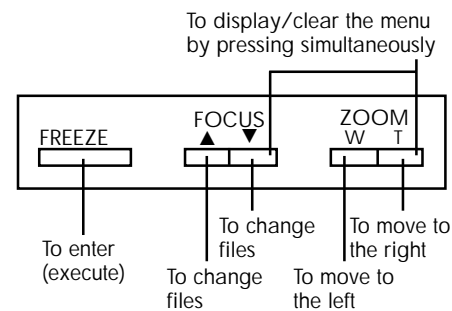 To display/clear the menu
by pressing simultaneously
FREEZE
FOCUS
▲ ▼
ZOOM
W T
To enter
(execute)
To change
files
To change
files
To move to
the left
To move to
the right